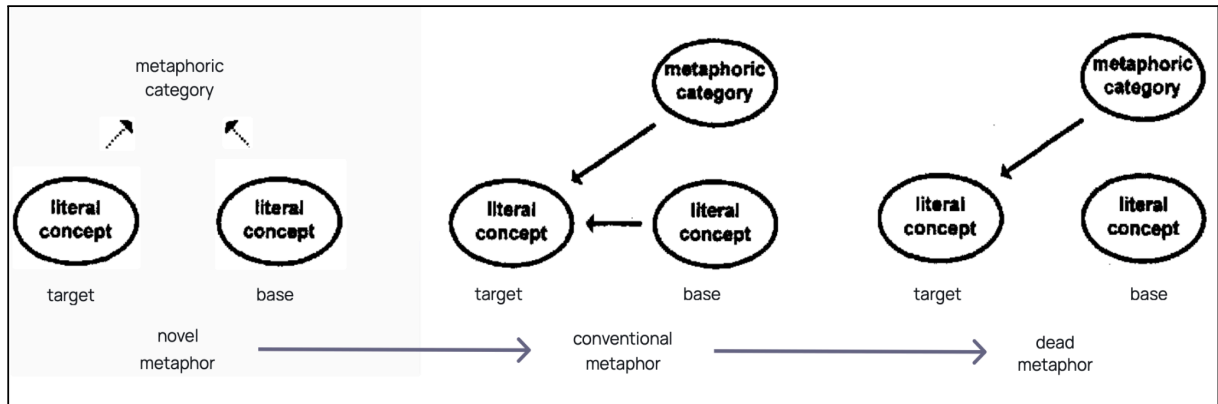 metaphoric
category
literal
concept
literal
concept
target
base
novel
metaphor
metaphoric
category
literal
concept
literal
concept
target
base
conventional
metaphor
metaphoric
category
literal
concept
literal
concept
target
base
dead
metaphor